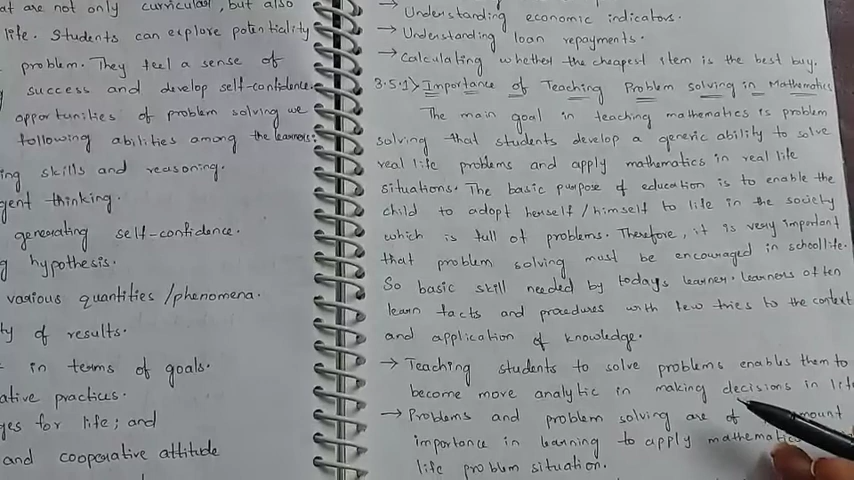 at are not only curricular, but also
life. Students can explore potentiality
problem. They feel a sense of
success and develop self-confidence.
opportunities of problem solving we
following abilities among the learners:
ing skills and reasoning.
gent thinking.
generating self-confidence.
g hypothesis.
various quantities /phenomena.
ty of results.
in terms of goals.
ative practices.
ges for life; and
and cooperative attitude
→ Understanding economic indicators.
→ Understanding loan repayments.
→ Calculating whether the cheapest item is the best buy.
3.5.1) Importance of Teaching Problem solving in Mathematics
The main goal in teaching mathematics is problem
solving that students develop a generic ability to solve
real life problems and apply mathematics in real life
situations. The basic purpose of education is to enable the
child to adopt herself/himself to life in the society
which is full of problems. Therefore, it is very important
that problem solving must be encouraged in school life.
So basic skill needed by todays learner. learners often
learn facts and procedures with few tries to the context
and application of knowledge.
→ Teaching students to solve problems enables them to
become more analytic in making decisions in life
→ Problems and problem solving are of mount
importance in learning to apply mathematic
life problem situation.